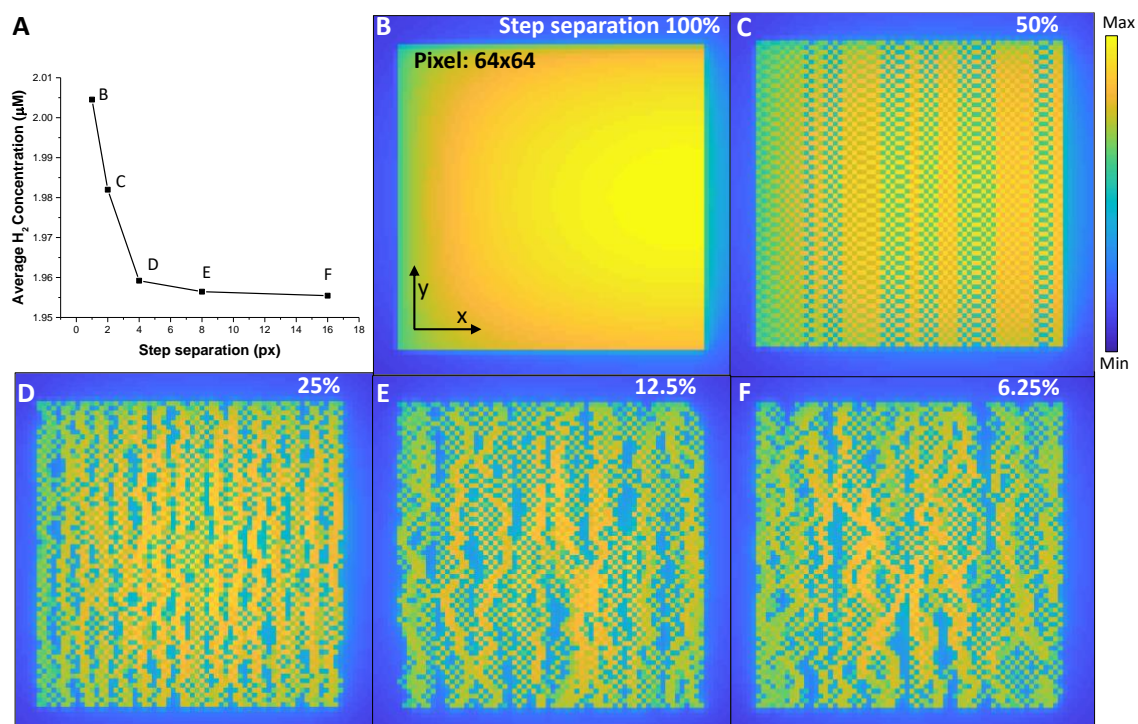 A
2.01
2.00
1.99
1.98
1.97
1.96
1.95
0 2 4 6 8 10 12 14 16 18
Average H₂ Concentration (µM)
Step separation (px)
B
C
D
E
F
B
Step separation 100%
Pixel: 64x64
y
x
C
50%
Max
Min
D
25%
E
12.5%
F
6.25%